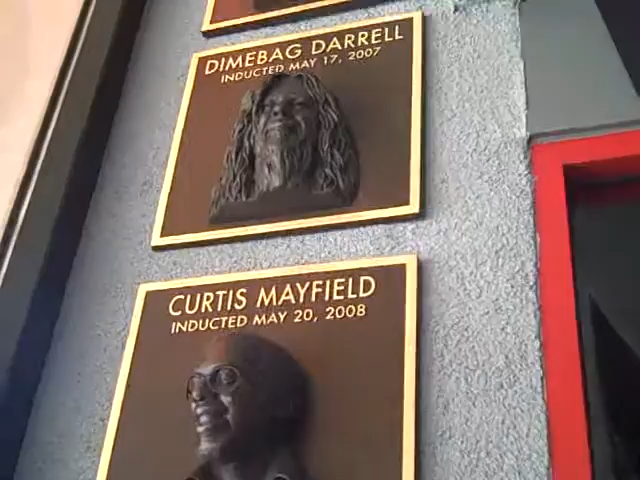 DIMEBAG DARRELL
INDUCTED MAY 17, 2007
CURTIS MAYFIELD
INDUCTED MAY 20, 2008